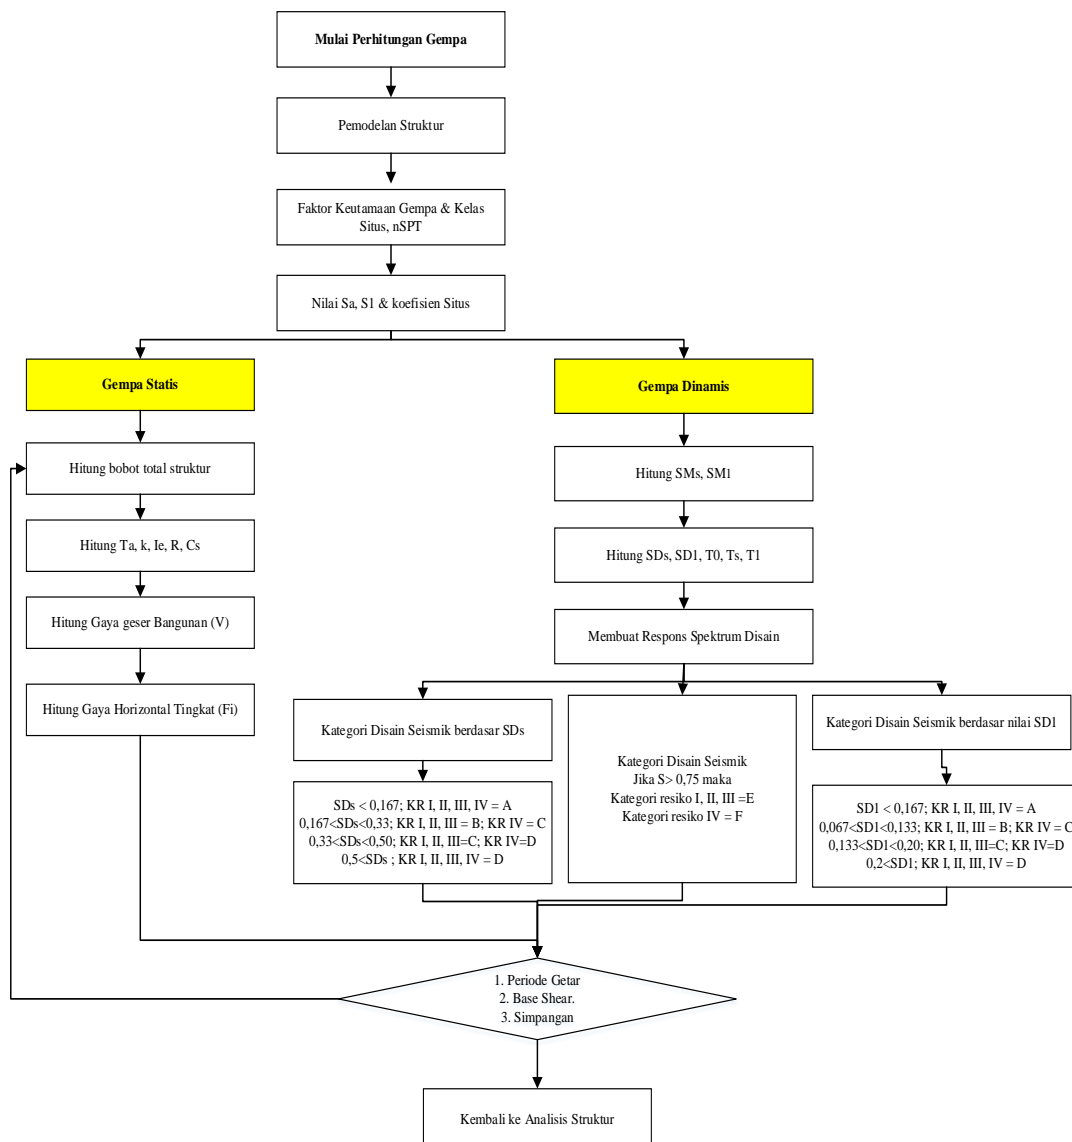 Mulai Perhitungan Gempa
Pemodelan Struktur
Faktor Keutamaan Gempa & Kelas
Situs, nSPT
Nilai Sa, S1 & koefisien Situs
Gempa Statis
Hitung bobot total struktur
Hitung Ta, k, Ie, R, Cs
Hitung Gaya geser Bangunan (V)
Hitung Gaya Horizontal Tingkat (Fi)
Gempa Dinamis
Hitung SMs, SM1
Hitung SDs, SD1, T0, Ts, T1
Membuat Respons Spektrum Disain
Kategori Disain Seismik berdasar SDs
SDs < 0,167; KR I, II, III, IV = A
0,167<SDs<0,33; KR I, II, III = B; KR IV = C
0,33<SDs<0,50; KR I, II, III=C; KR IV=D
0,5<SDs ; KR I, II, III, IV = D
Kategori Disain Seismik
Jika S> 0,75 maka
Kategori resiko I, II, III =E
Kategori resiko IV = F
Kategori Disain Seismik berdasar nilai SD1
SD1 < 0,167; KR I, II, III, IV = A
0,067<SD1<0,133; KR I, II, III = B; KR IV = C
0,133<SD1<0,20; KR I, II, III=C; KR IV=D
0,2<SD1; KR I, II, III, IV = D
1. Periode Getar
2. Base Shear.
3. Simpangan
Kembali ke Analisis Struktur